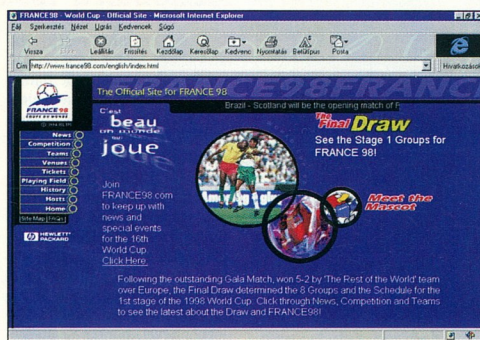 FRANCE98 - World Cup - Official Site - Microsoft Internet Explorer
Fájl Szerkesztés Nézet Ugrás Kedvencek Súgó
Vissza Leállítás Frissítés Kezdőlap Keresőlap Kedvenc Nyomtatás Betűtípus Posta
Cím http://www.france98.com/english/index.html Hivatkozások
FRANCE98FRANCE
FRANCE 98
COUPE DU MONDE
The Official Site for FRANCE 98
Brazil - Scotland will be the opening match of F
C'est
beau
un monde
qui
joue
The Final Draw
See the Stage 1 Groups for
FRANCE 98!
News
Competition
Teams
Venues
Tickets
Playing Field
History
Hosts
Home
Site Map FAQs
HEWLETT
PACKARD
Join
FRANCE98.com
to keep up with
news and
special events
for the 16th
World Cup.
Click Here.
Meet the
Mascot
Following the outstanding Gala Match, won 5-2 by 'The Rest of the World' team
over Europe, the Final Draw determined the 8 Groups and the Schedule for the
1st stage of the 1998 World Cup. Click through News, Competition and Teams
to see the latest about the Draw and FRANCE98!